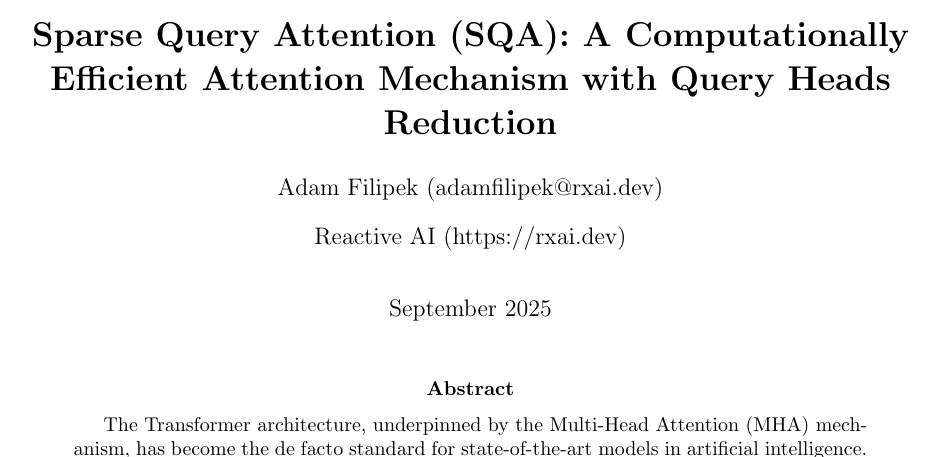 Sparse Query Attention (SQA): A Computationally
Efficient Attention Mechanism with Query Heads
Reduction
Adam Filipek (adamfilipek@rxai.dev)
Reactive AI (https://rxai.dev)
September 2025
Abstract
The Transformer architecture, underpinned by the Multi-Head Attention (MHA) mech-
anism, has become the de facto standard for state-of-the-art models in artificial intelligence.